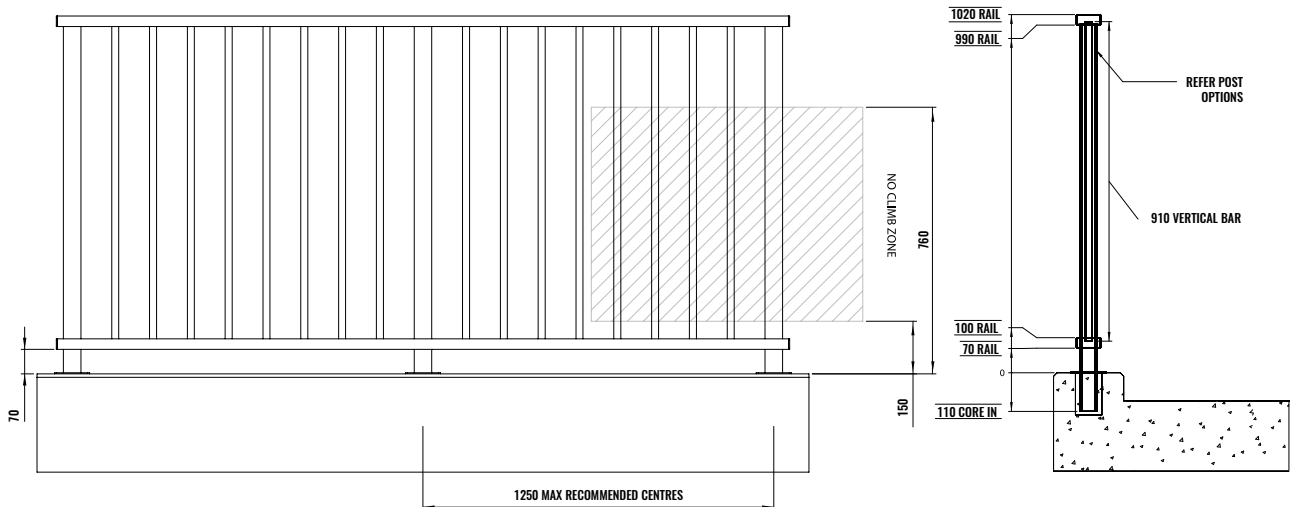 NO CLIMB ZONE
760
150
70
1250 MAX RECOMMENDED CENTRES
1020 RAIL
990 RAIL
REFER POST
OPTIONS
910 VERTICAL BAR
100 RAIL
70 RAIL
0
110 CORE IN